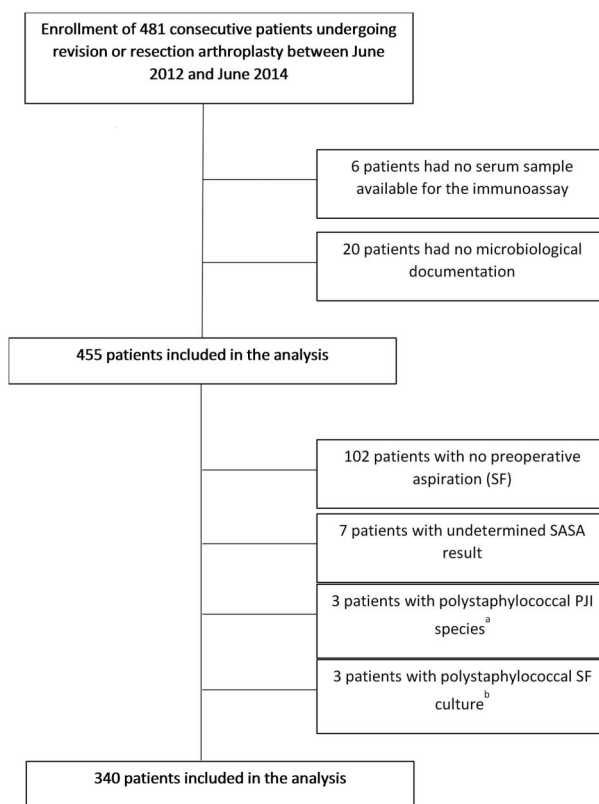 Enrollment of 481 consecutive patients undergoing
revision or resection arthroplasty between June
2012 and June 2014
6 patients had no serum sample
available for the immunoassay
20 patients had no microbiological
documentation
455 patients included in the analysis
102 patients with no preoperative
aspiration (SF)
7 patients with undetermined SASA
result
3 patients with polystaphylococcal PJI
species a
3 patients with polystaphylococcal SF
culture b
340 patients included in the analysis